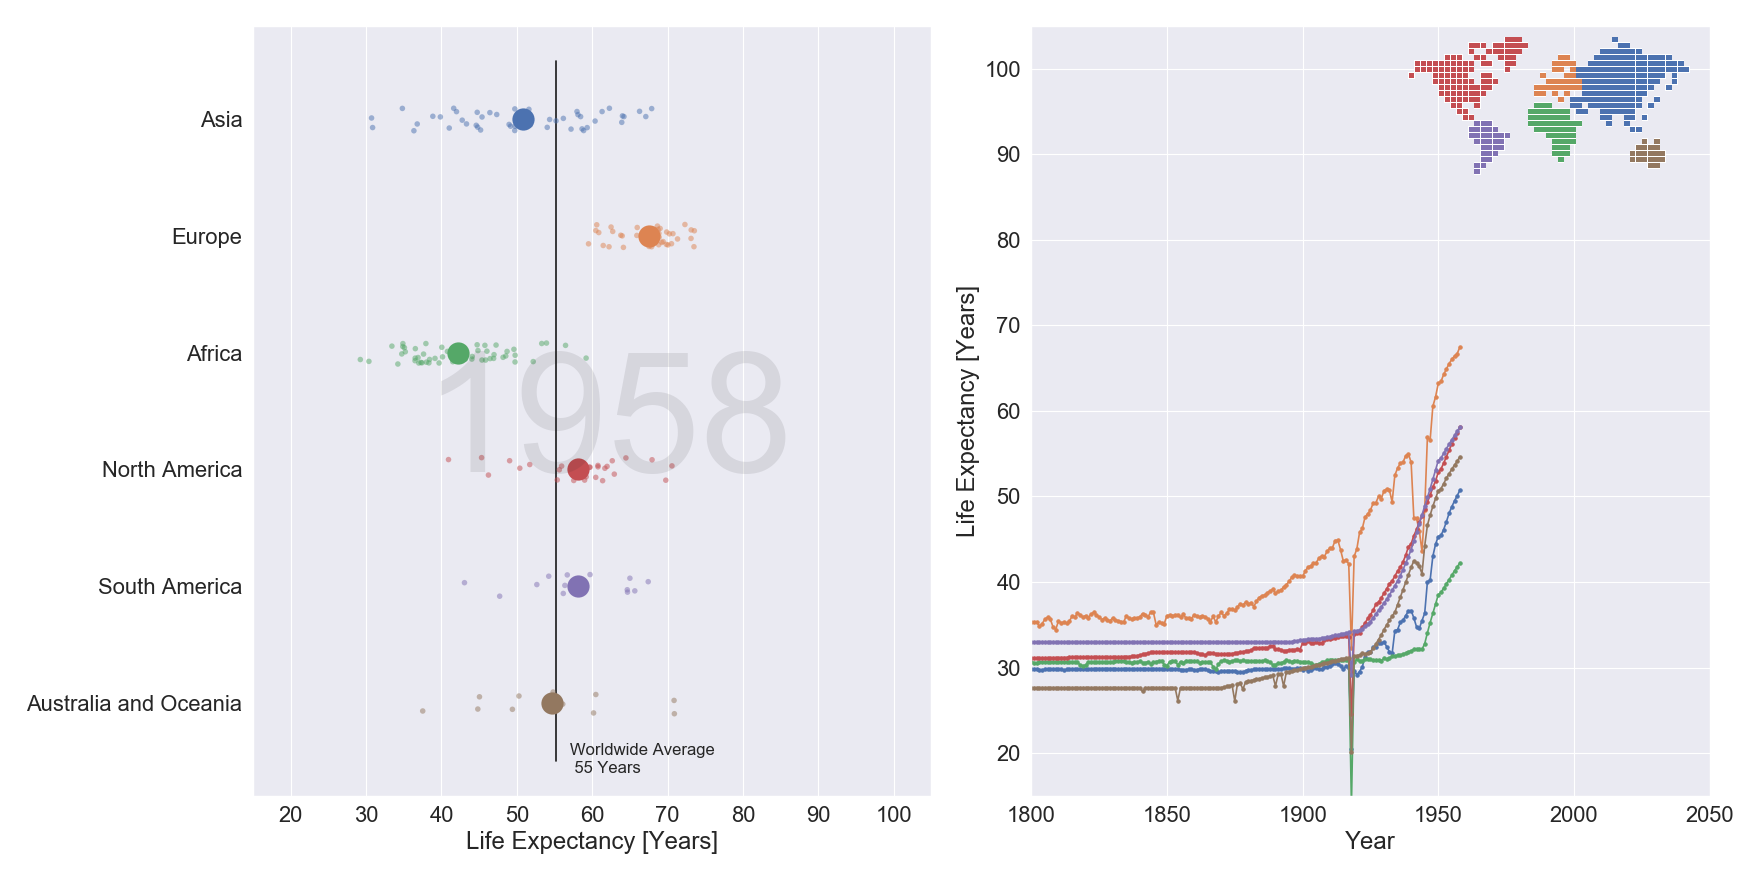 Asia
Europe
Africa
North America
South America
Australia and Oceania
1958
Worldwide Average
55 Years
20 30 40 50 60 70 80 90 100
Life Expectancy [Years]
100
90
80
70
60
50
40
30
20
Life Expectancy [Years]
1800 1850 1900 1950 2000 2050
Year